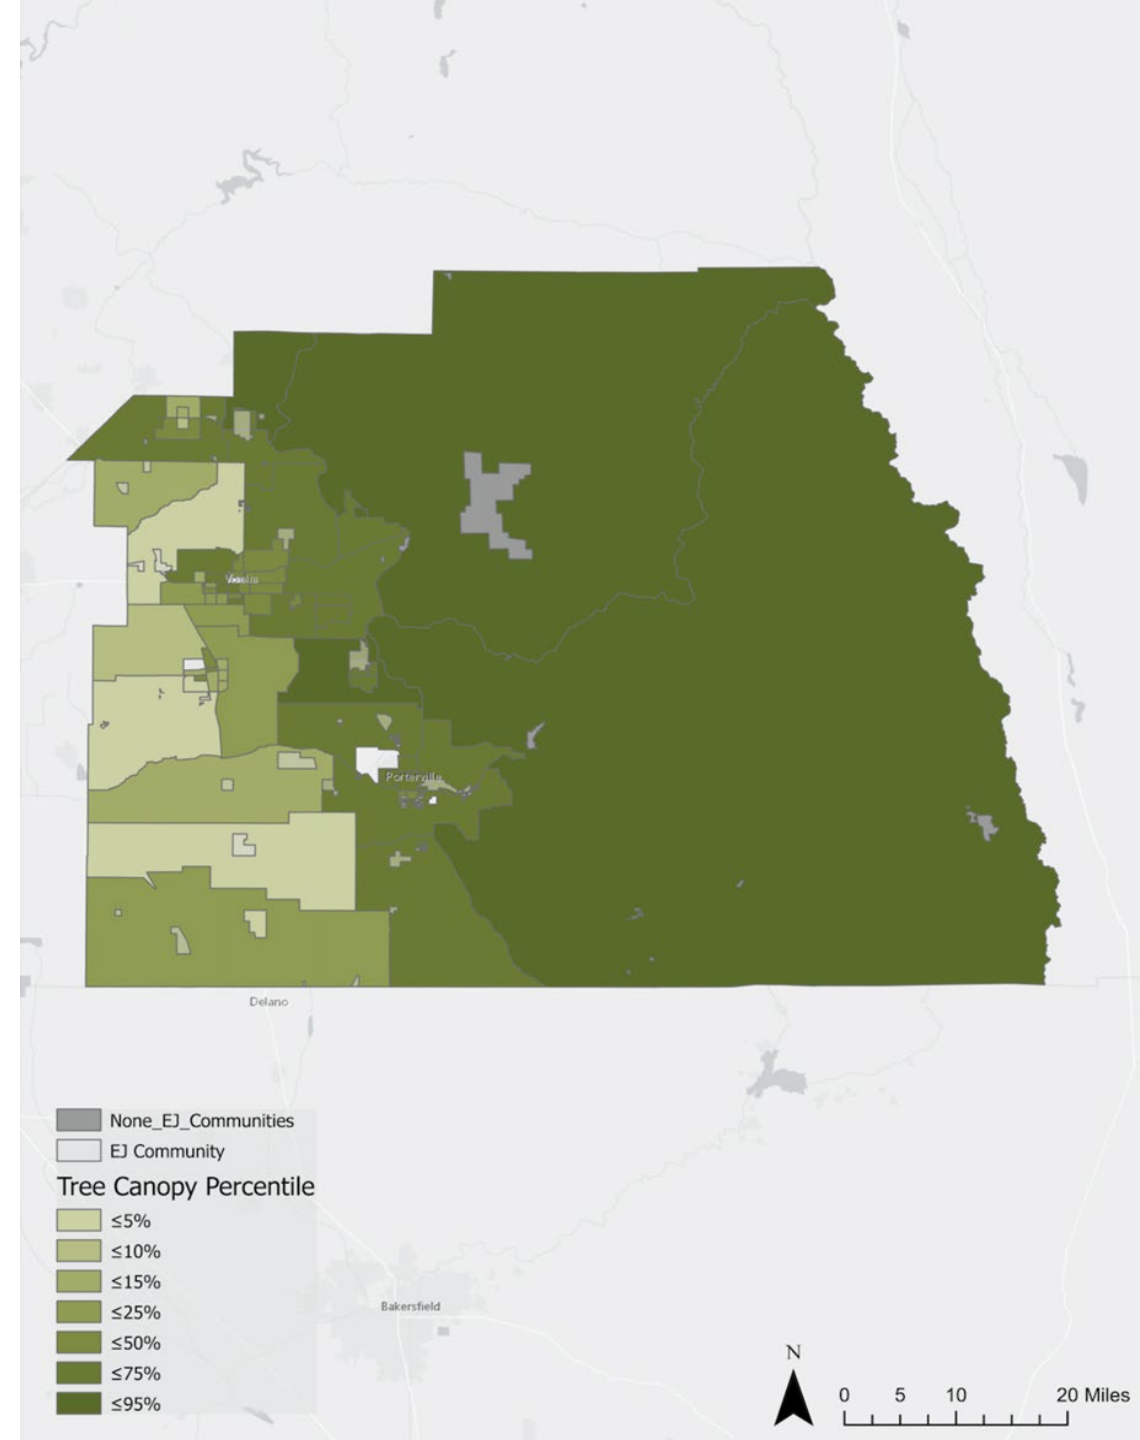 Visalia
Porterville
Delano
None_EJ_Communities
EJ Community
Tree Canopy Percentile
≤5%
≤10%
≤15%
≤25%
≤50%
≤75%
≤95%
Bakersfield
N
0 5 10 20 Miles